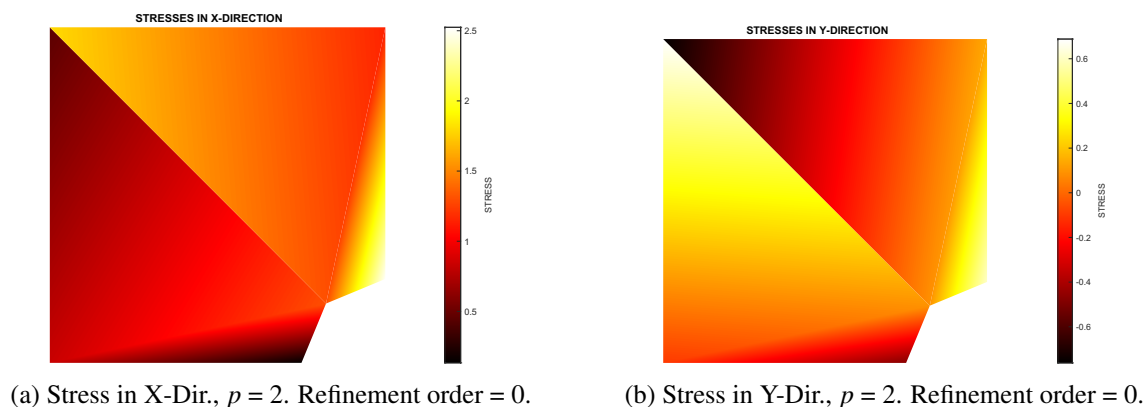 STRESSES IN X-DIRECTION
2.5
2
1.5
1
0.5
STRESS
(a) Stress in X-Dir., p = 2. Refinement order = 0.
STRESSES IN Y-DIRECTION
0.6
0.4
0.2
0
-0.2
-0.4
-0.6
STRESS
(b) Stress in Y-Dir., p = 2. Refinement order = 0.